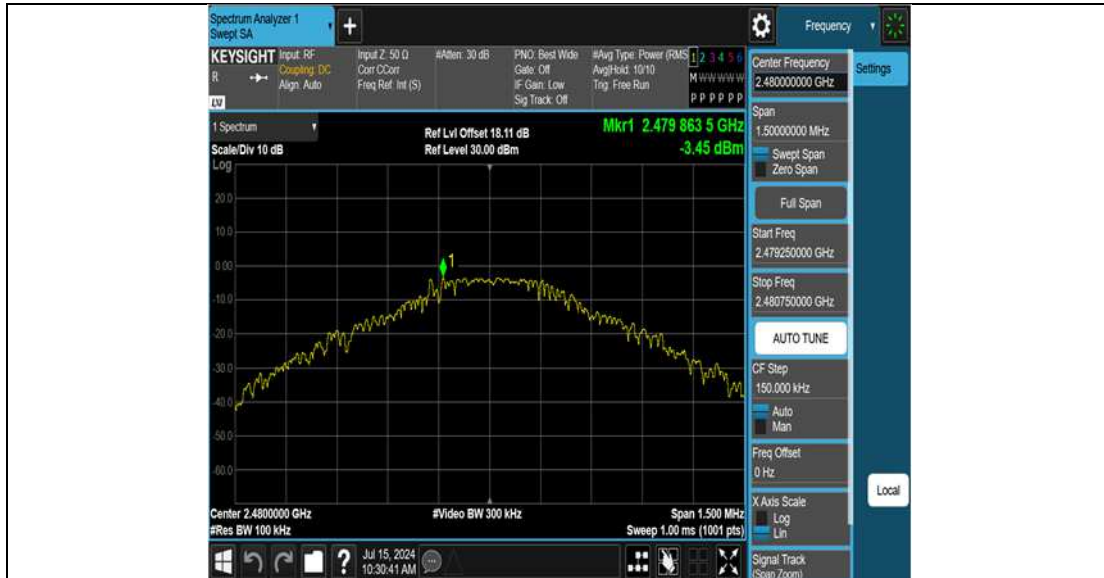 Spectrum Analyzer 1
Swept SA
Frequency
KEYSIGHT
R
LXI
Input: RF
Coupling: DC
Align: Auto
Input Z: 50 Ω
Corr CCorr
Freq Ref: Int (S)
#Atten: 30 dB
PNO: Best Wide
Gate: Off
IF Gain: Low
Sig Track: Off
#Avg Type: Power (RMS
Avg|Hold: 10/10
Trig: Free Run
1 2 3 4 5 6
M W W W W W
P P P P P P
1 Spectrum
Scale/Div 10 dB
Log
Ref Lvl Offset 18.11 dB
Ref Level 30.00 dBm
Mkr1 2.479 863 5 GHz
-3.45 dBm
20.0
10.0
0.00
-10.0
-20.0
-30.0
-40.0
-50.0
-60.0
1
Center 2.4800000 GHz
#Res BW 100 kHz
#Video BW 300 kHz
Span 1.500 MHz
Sweep 1.00 ms (1001 pts)
Jul 15, 2024
10:30:41 AM
Center Frequency
2.480000000 GHz
Span
1.50000000 MHz
Swept Span
Zero Span
Full Span
Start Freq
2.479250000 GHz
Stop Freq
2.480750000 GHz
AUTO TUNE
CF Step
150.000 kHz
Auto
Man
Freq Offset
0 Hz
X Axis Scale
Log
Lin
Signal Track
(Span Zoom)
Settings
Local